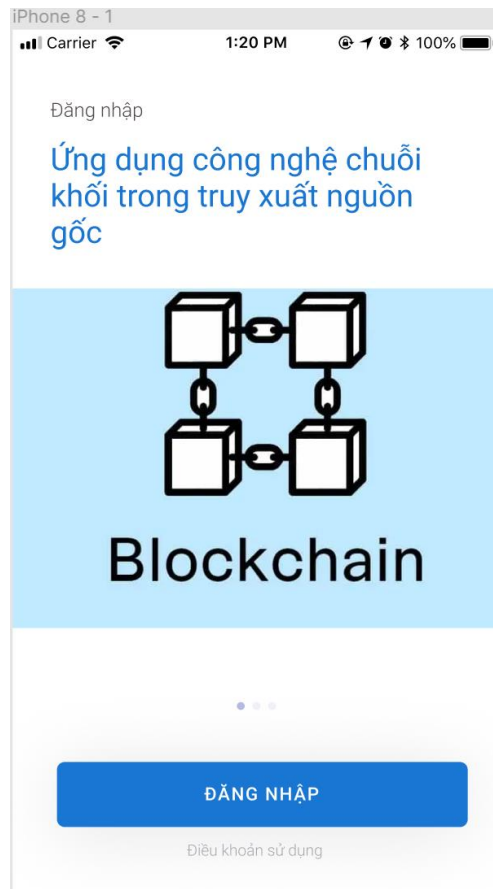 iPhone 8 - 1
Carrier 1:20 PM 100%
Đăng nhập
Ứng dụng công nghệ chuỗi
khối trong truy xuất nguồn
gốc
Blockchain
ĐĂNG NHẬP
Điều khoản sử dụng